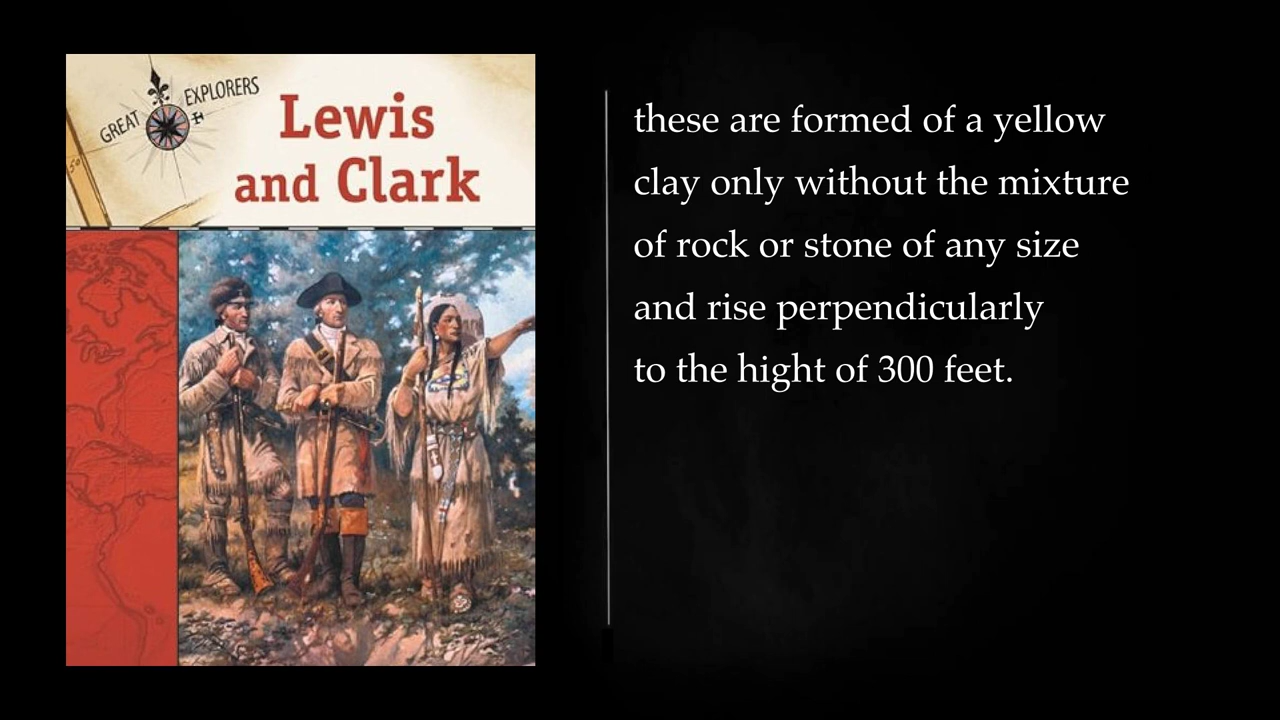 GREAT EXPLORERS
Lewis
and Clark
50
these are formed of a yellow
clay only without the mixture
of rock or stone of any size
and rise perpendicularly
to the hight of 300 feet.